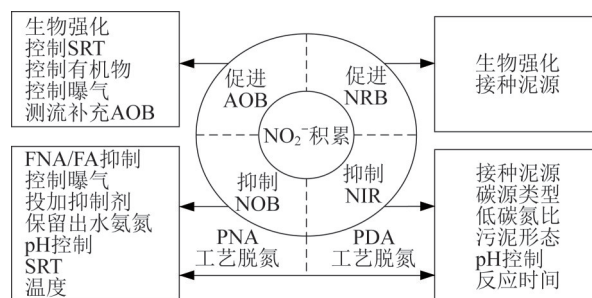 生物强化
控制SRT
控制有机物
控制曝气
测流补充AOB
促进
AOB
促进
NRB
生物强化
接种泥源
NO₂⁻积累
FNA/FA抑制
控制曝气
投加抑制剂
保留出水氨氮
pH控制
SRT
温度
抑制
NOB
抑制
NIR
接种泥源
碳源类型
低碳氮比
污泥形态
pH控制
反应时间
PNA
工艺脱氮
PDA
工艺脱氮